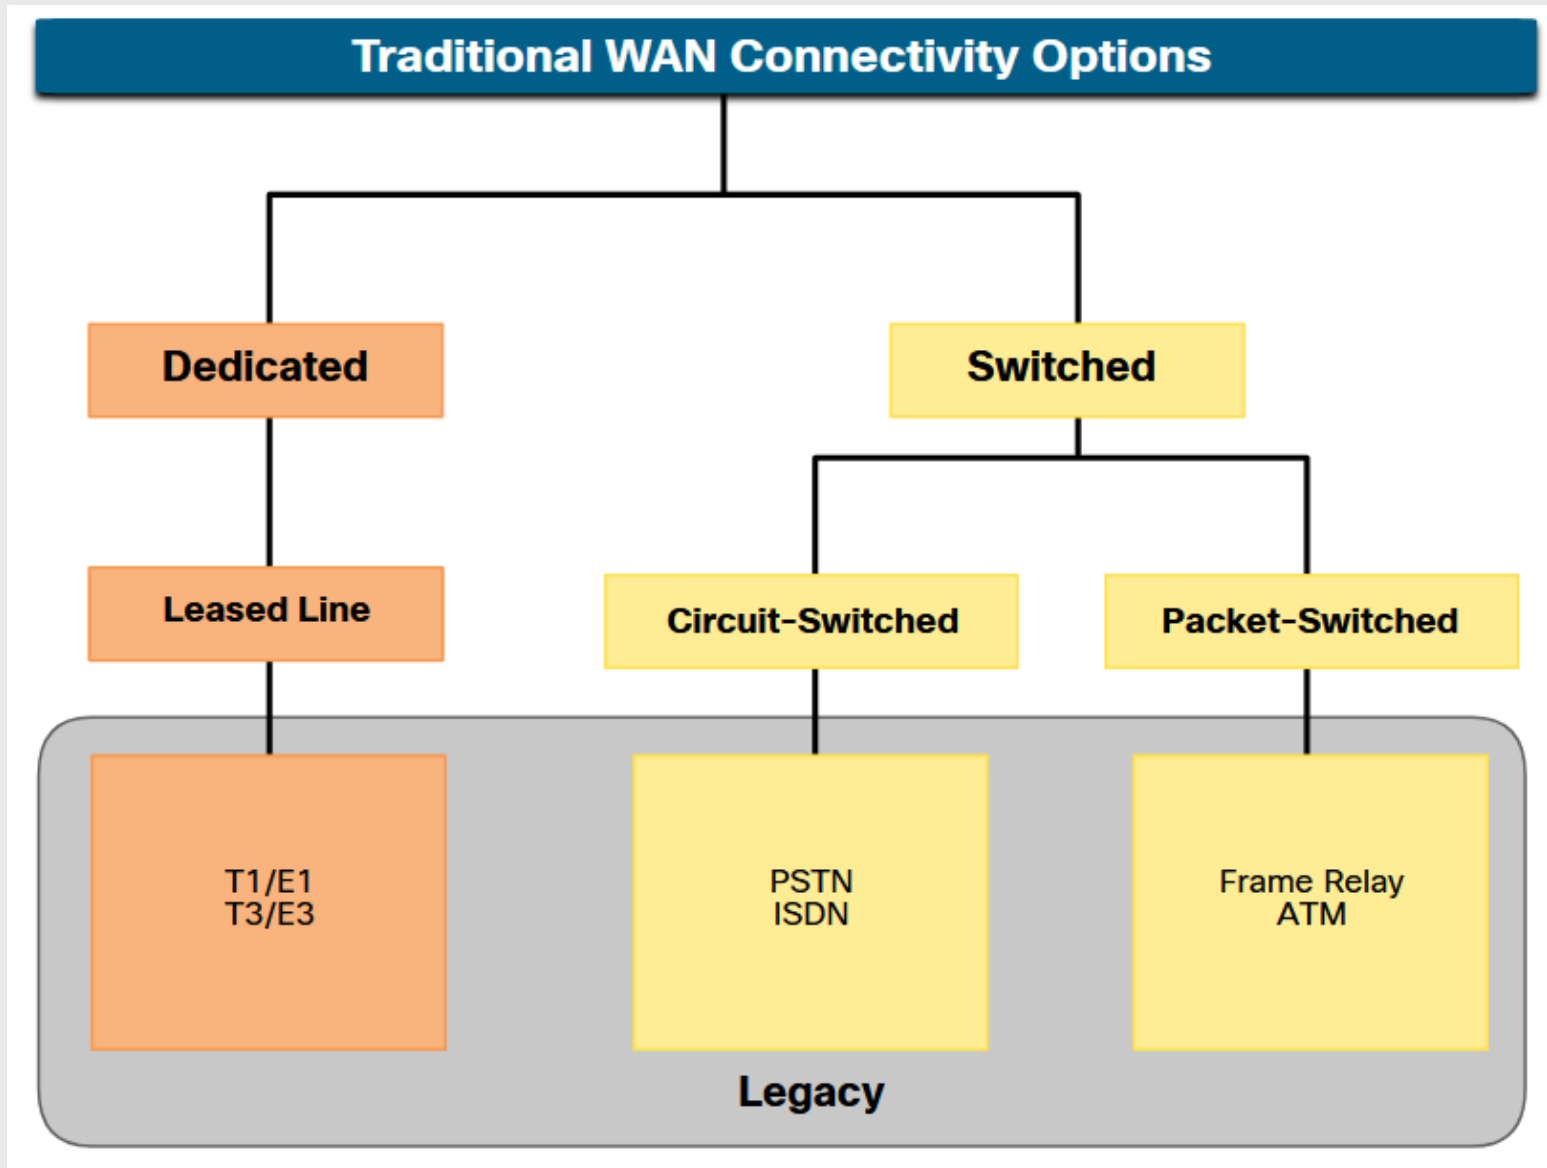 Traditional WAN Connectivity Options
Dedicated
Switched
Leased Line
Circuit-Switched
Packet-Switched
T1/E1
T3/E3
PSTN
ISDN
Frame Relay
ATM
Legacy